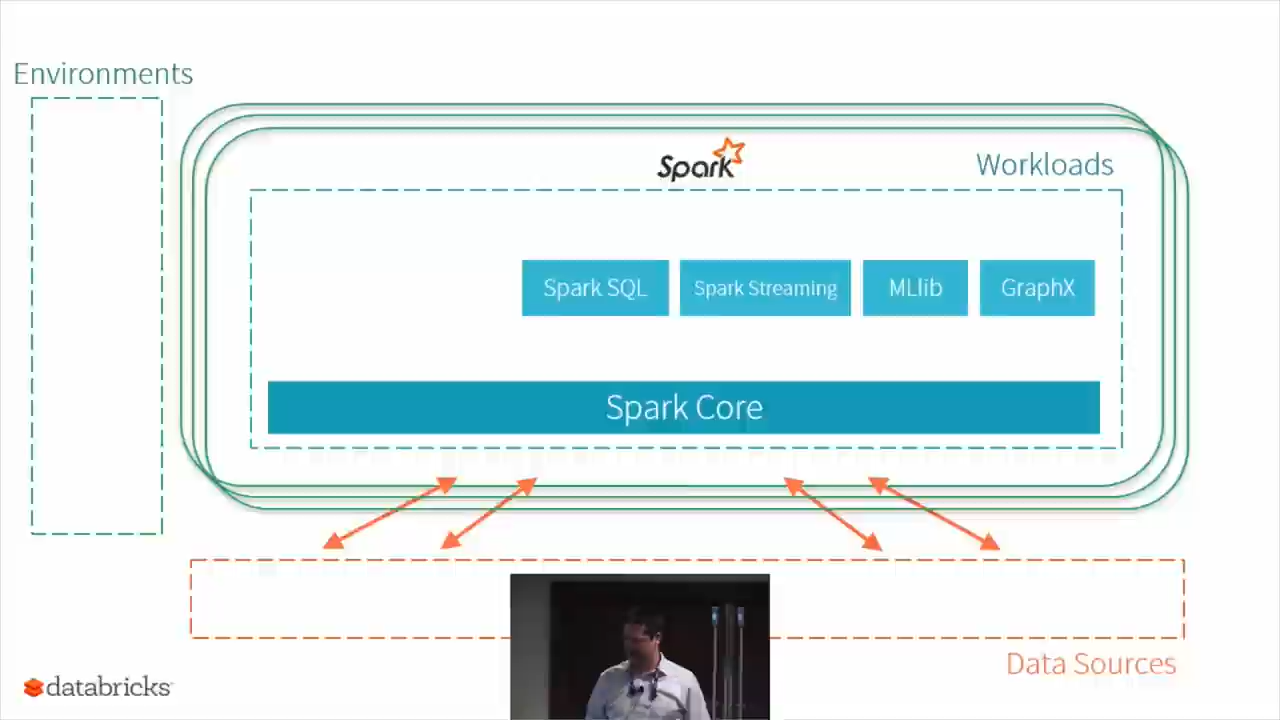 Environments
Spark
Workloads
Spark SQL
Spark Streaming
MLlib
GraphX
Spark Core
Data Sources
databricks